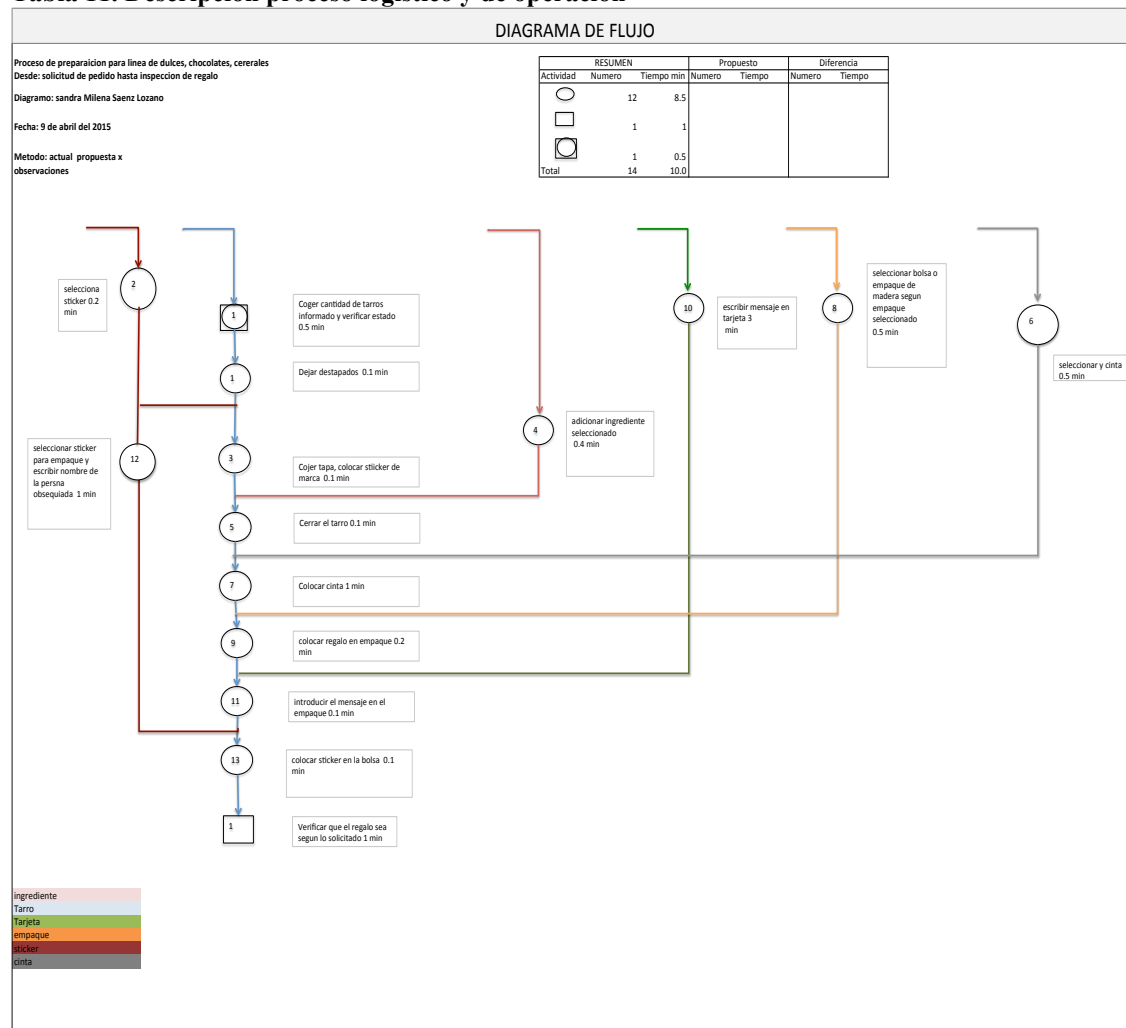 Tabla 11. Descripción proceso logístico y de operación
DIAGRAMA DE FLUJO
Proceso de preparaicion para linea de dulces, chocolates, cererales
Desde: solicitud de pedido hasta inspeccion de regalo
Diagramo: sandra Milena Saenz Lozano
Fecha: 9 de abril del 2015
Metodo: actual propuesta x
observaciones
RESUMEN Propuesto Diferencia
Actividad Numero Tiempo min Numero Tiempo Numero Tiempo
12 8.5
1 1
1 0.5
Total 14 10.0
2
selecciona
sticker 0.2
min
1
Coger cantidad de tarros
informado y verificar estado
0.5 min
10
escribir mensaje en
tarjeta 3
min
8
seleccionar bolsa o
empaque de
madera segun
empaque
seleccionado
0.5 min
6
seleccionar y cinta
0.5 min
1
Dejar destapados 0.1 min
4
adicionar ingrediente
seleccionado
0.4 min
seleccionar sticker
para empaque y
escribir nombre de
la persna
obsequiada 1 min
12
3
Cojer tapa, colocar stiicker de
marca 0.1 min
5
Cerrar el tarro 0.1 min
7
Colocar cinta 1 min
9
colocar regalo en empaque 0.2
min
11
introducir el mensaje en el
empaque 0.1 min
13
colocar sticker en la bolsa 0.1
min
1
Verificar que el regalo sea
segun lo solicitado 1 min
ingrediente
Tarro
Tarjeta
empaque
sticker
cinta